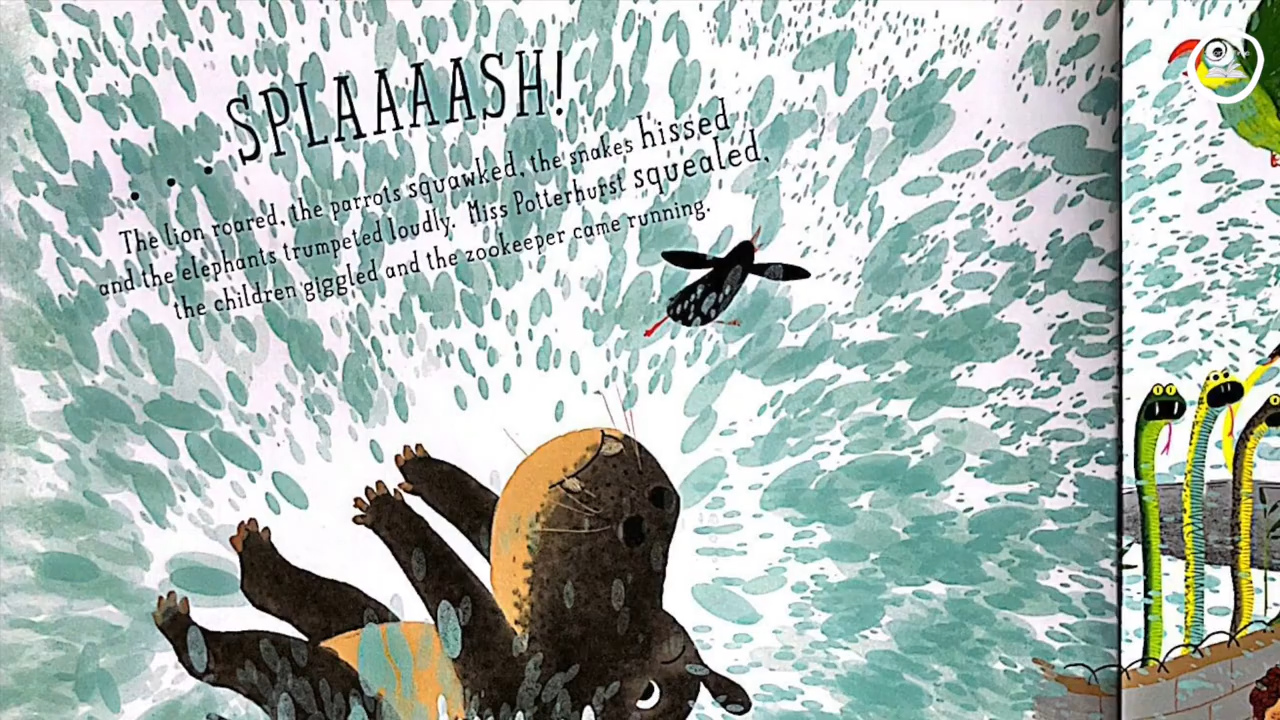 ... SPLAAAASH!
The lion roared, the parrots squawked, the snakes hissed
and the elephants trumpeted loudly. Miss Potterhurst squealed,
the children giggled and the zookeeper came running.